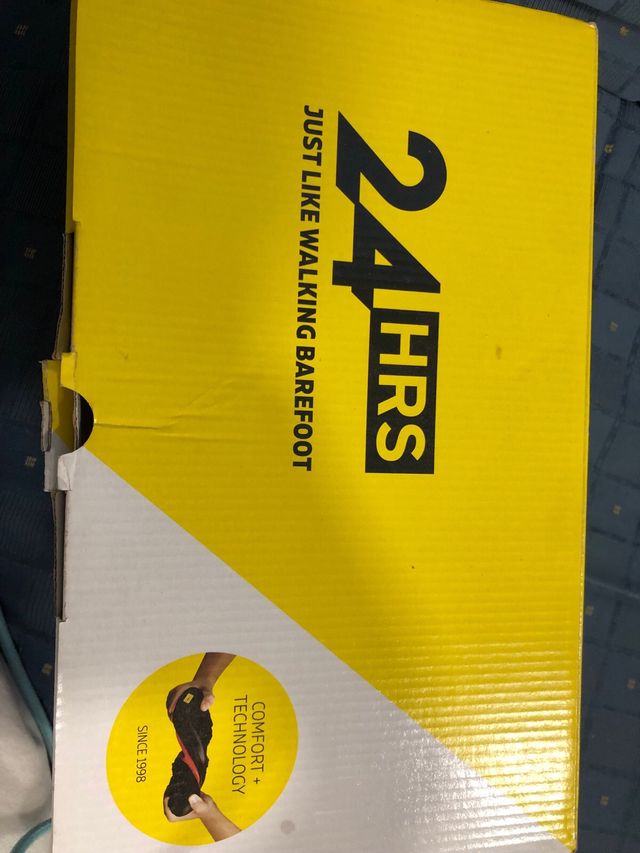 24HRS
JUST LIKE WALKING BAREFOOT
COMFORT +
TECHNOLOGY
SINCE 1998